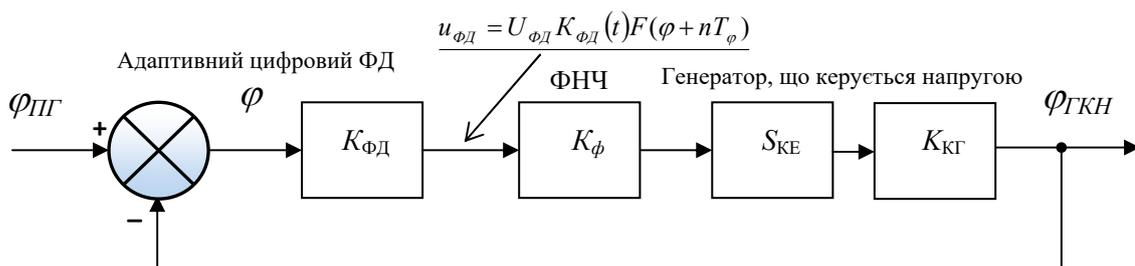 u_ФД = U_ФД K_ФД(t)F(φ + nT_φ)
Адаптивний цифровий ФД
ФНЧ
Генератор, що керується напругою
φ_ПГ
+
φ
K_ФД
K_ф
S_КЕ
K_КГ
φ_ГКН
−